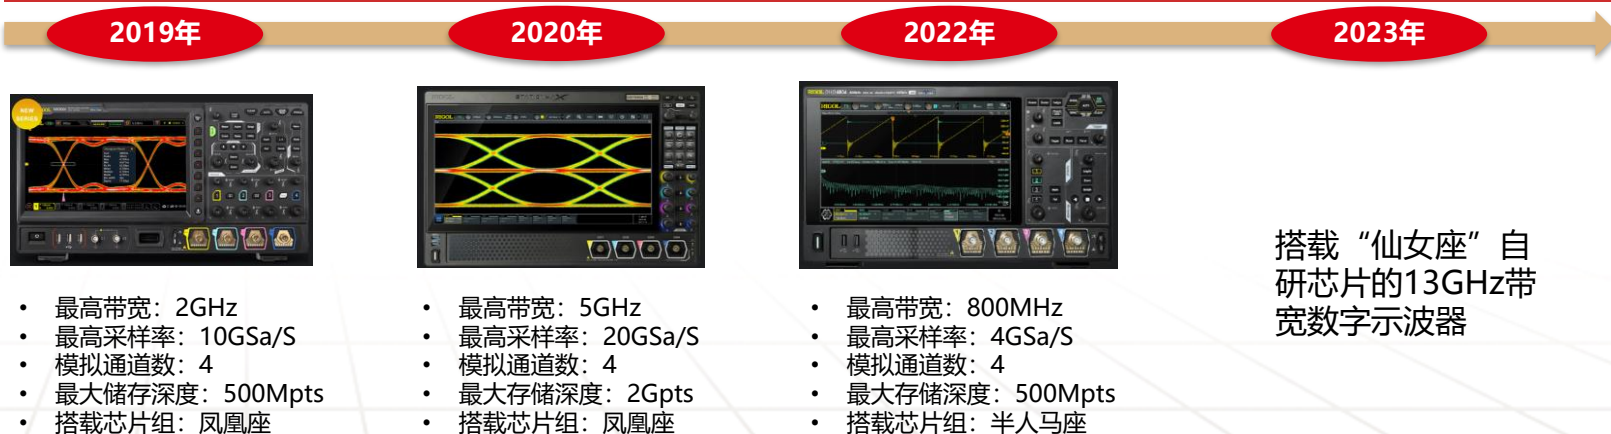 2019年
2020年
2022年
2023年
NEW
SERIES
RIGOL
RIGOL
最高带宽：2GHz
最高采样率：10GSa/S
模拟通道数：4
最大储存深度：500Mpts
搭载芯片组：凤凰座
最高带宽：5GHz
最高采样率：20GSa/S
模拟通道数：4
最大存储深度：2Gpts
搭载芯片组：凤凰座
最高带宽：800MHz
最高采样率：4GSa/S
模拟通道数：4
最大存储深度：500Mpts
搭载芯片组：半人马座
搭载“仙女座”自
研芯片的13GHz带
宽数字示波器